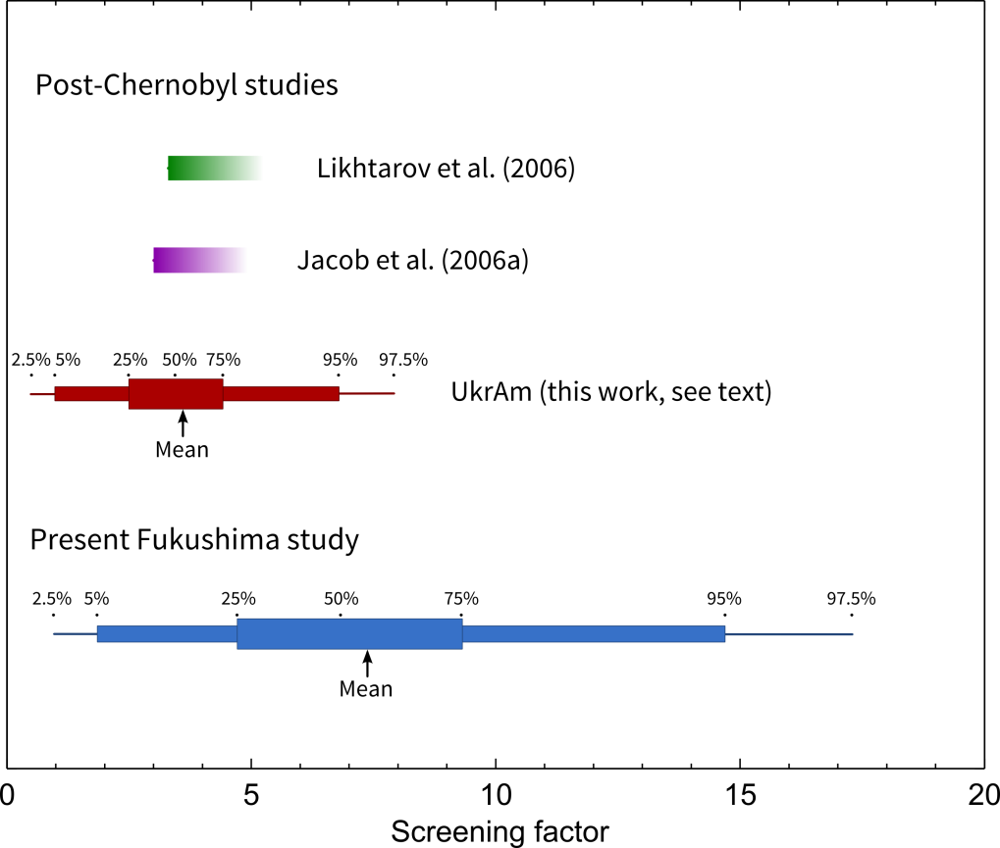 Post-Chernobyl studies
Likhtarov et al. (2006)
Jacob et al. (2006a)
2.5% 5% 25% 50% 75% 95% 97.5%
UkrAm (this work, see text)
Mean
Present Fukushima study
2.5% 5% 25% 50% 75% 95% 97.5%
Mean
0 5 10 15 20
Screening factor